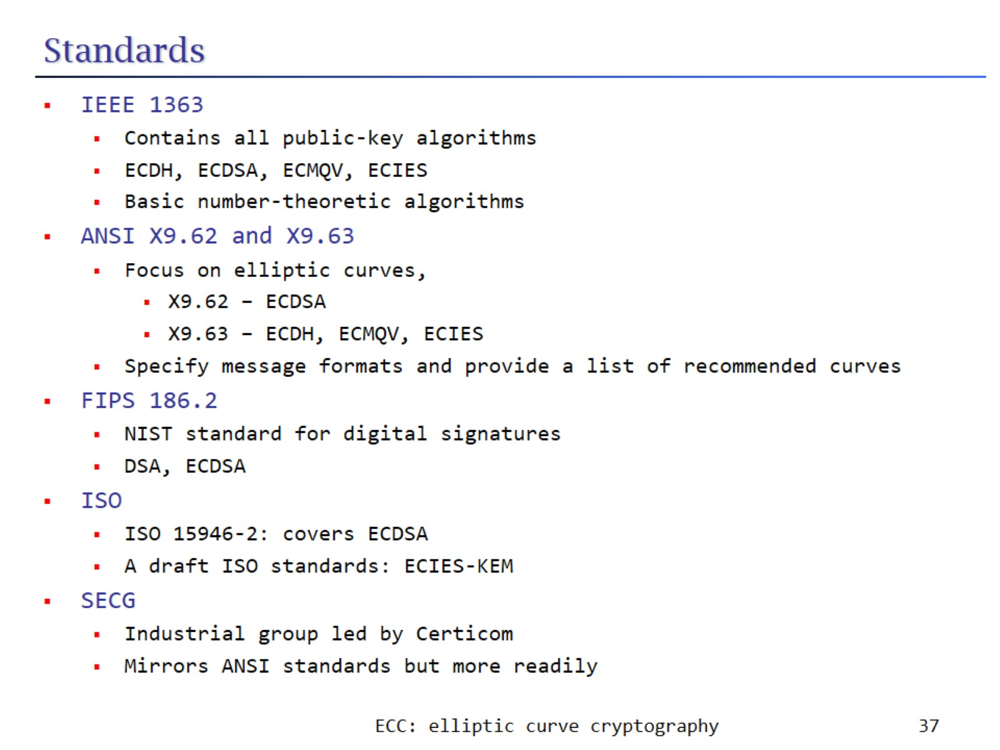 Standards
IEEE 1363
Contains all public-key algorithms
ECDH, ECDSA, ECMQV, ECIES
Basic number-theoretic algorithms
ANSI X9.62 and X9.63
Focus on elliptic curves,
X9.62 – ECDSA
X9.63 – ECDH, ECMQV, ECIES
Specify message formats and provide a list of recommended curves
FIPS 186.2
NIST standard for digital signatures
DSA, ECDSA
ISO
ISO 15946-2: covers ECDSA
A draft ISO standards: ECIES-KEM
SECG
Industrial group led by Certicom
Mirrors ANSI standards but more readily
ECC: elliptic curve cryptography 37